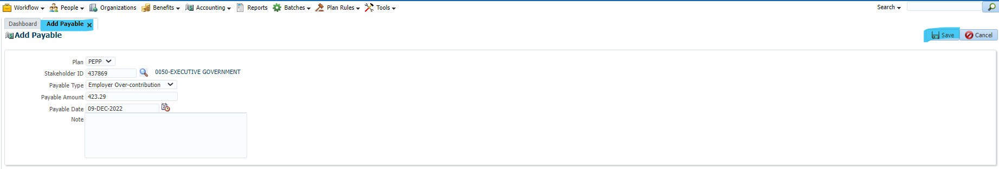 Workflow People Organizations Benefits Accounting Reports Batches Plan Rules Tools Search
Dashboard Add Payable
Add Payable Save Cancel
Plan PEPP
Stakeholder ID 437869 0050-EXECUTIVE GOVERNMENT
Payable Type Employer Over-contribution
Payable Amount 423.29
Payable Date 09-DEC-2022
Note